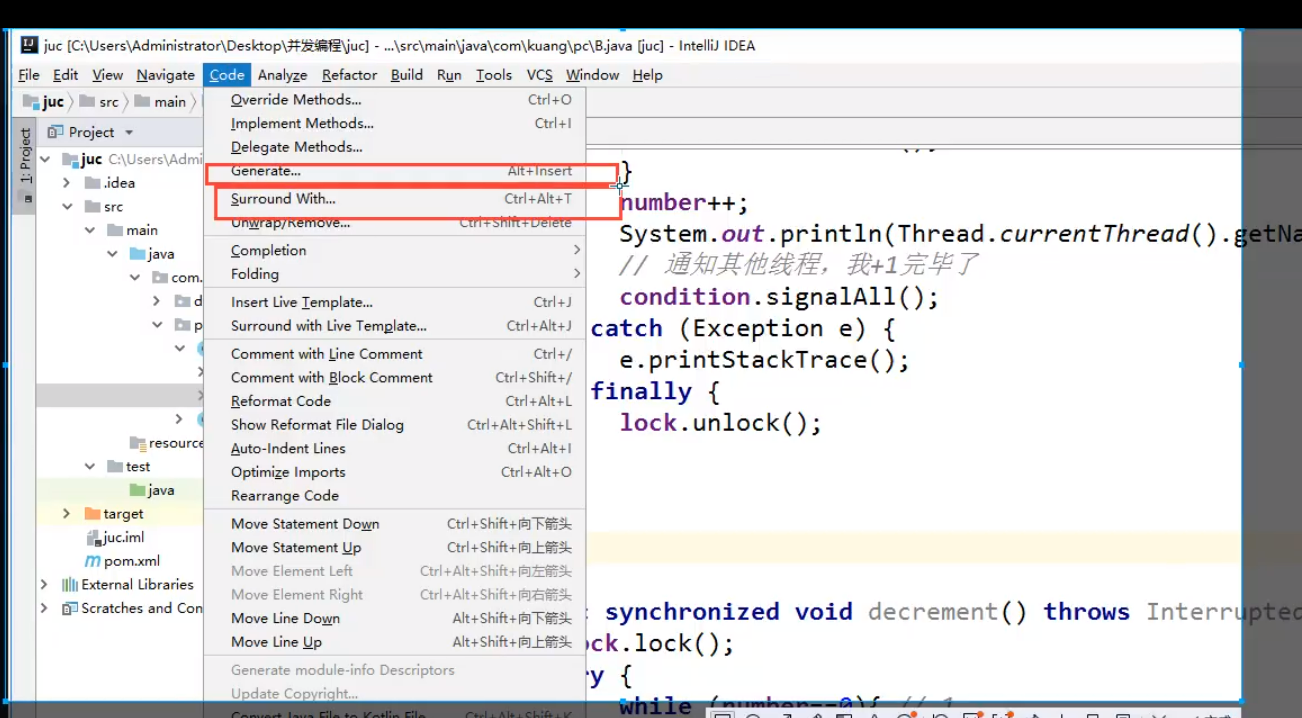 juc [C:\Users\Administrator\Desktop\并发编程\juc] - ...\src\main\java\com\kuang\pc\B.java [juc] - IntelliJ IDEA
File Edit View Navigate Code Analyze Refactor Build Run Tools VCS Window Help
juc src main
Project
1: Project
juc C:\Users\Admi
.idea
src
main
java
com.
resource
test
java
target
juc.iml
pom.xml
External Libraries
Scratches and Con
Override Methods... Ctrl+O
Implement Methods... Ctrl+I
Delegate Methods...
Generate... Alt+Insert
Surround With... Ctrl+Alt+T
Unwrap/Remove... Ctrl+Shift+Delete
Completion
Folding
Insert Live Template... Ctrl+J
Surround with Live Template... Ctrl+Alt+J
Comment with Line Comment Ctrl+/
Comment with Block Comment Ctrl+Shift+/
Reformat Code Ctrl+Alt+L
Show Reformat File Dialog Ctrl+Alt+Shift+L
Auto-Indent Lines Ctrl+Alt+I
Optimize Imports Ctrl+Alt+O
Rearrange Code
Move Statement Down Ctrl+Shift+向下箭头
Move Statement Up Ctrl+Shift+向上箭头
Move Element Left Ctrl+Alt+Shift+向左箭头
Move Element Right Ctrl+Alt+Shift+向右箭头
Move Line Down Alt+Shift+向下箭头
Move Line Up Alt+Shift+向上箭头
Generate module-info Descriptors
Update Copyright...
Convert Java File to Kotlin File Ctrl+Alt+Shift+K
}
number++;
System.out.println(Thread.currentThread().getNa
// 通知其他线程，我+1完毕了
condition.signalAll();
catch (Exception e) {
e.printStackTrace();
finally {
lock.unlock();
synchronized void decrement() throws Interrupted
ck.lock();
y {
while (number==0){ // 1